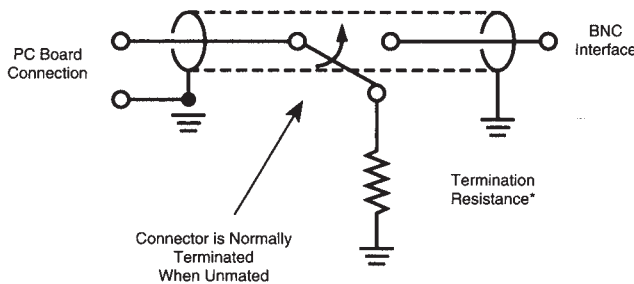 PC Board
Connection
BNC
Interface
Termination
Resistance*
Connector is Normally
Terminated
When Unmated